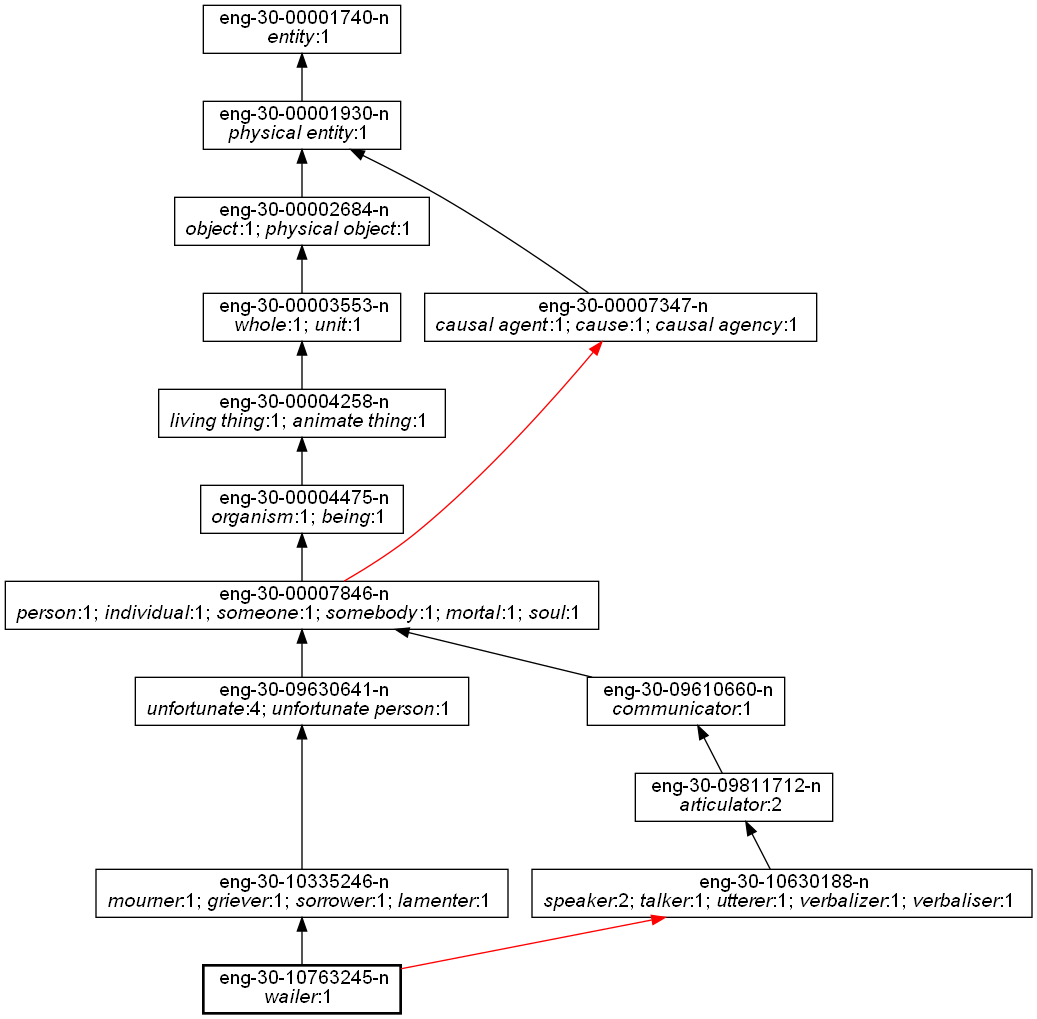 eng-30-00001740-n
entity:1
eng-30-00001930-n
physical entity:1
eng-30-00002684-n
object:1; physical object:1
eng-30-00003553-n
whole:1; unit:1
eng-30-00007347-n
causal agent:1; cause:1; causal agency:1
eng-30-00004258-n
living thing:1; animate thing:1
eng-30-00004475-n
organism:1; being:1
eng-30-00007846-n
person:1; individual:1; someone:1; somebody:1; mortal:1; soul:1
eng-30-09630641-n
unfortunate:4; unfortunate person:1
eng-30-09610660-n
communicator:1
eng-30-09811712-n
articulator:2
eng-30-10335246-n
mourner:1; griever:1; sorrower:1; lamenter:1
eng-30-10630188-n
speaker:2; talker:1; utterer:1; verbalizer:1; verbaliser:1
eng-30-10763245-n
wailer:1